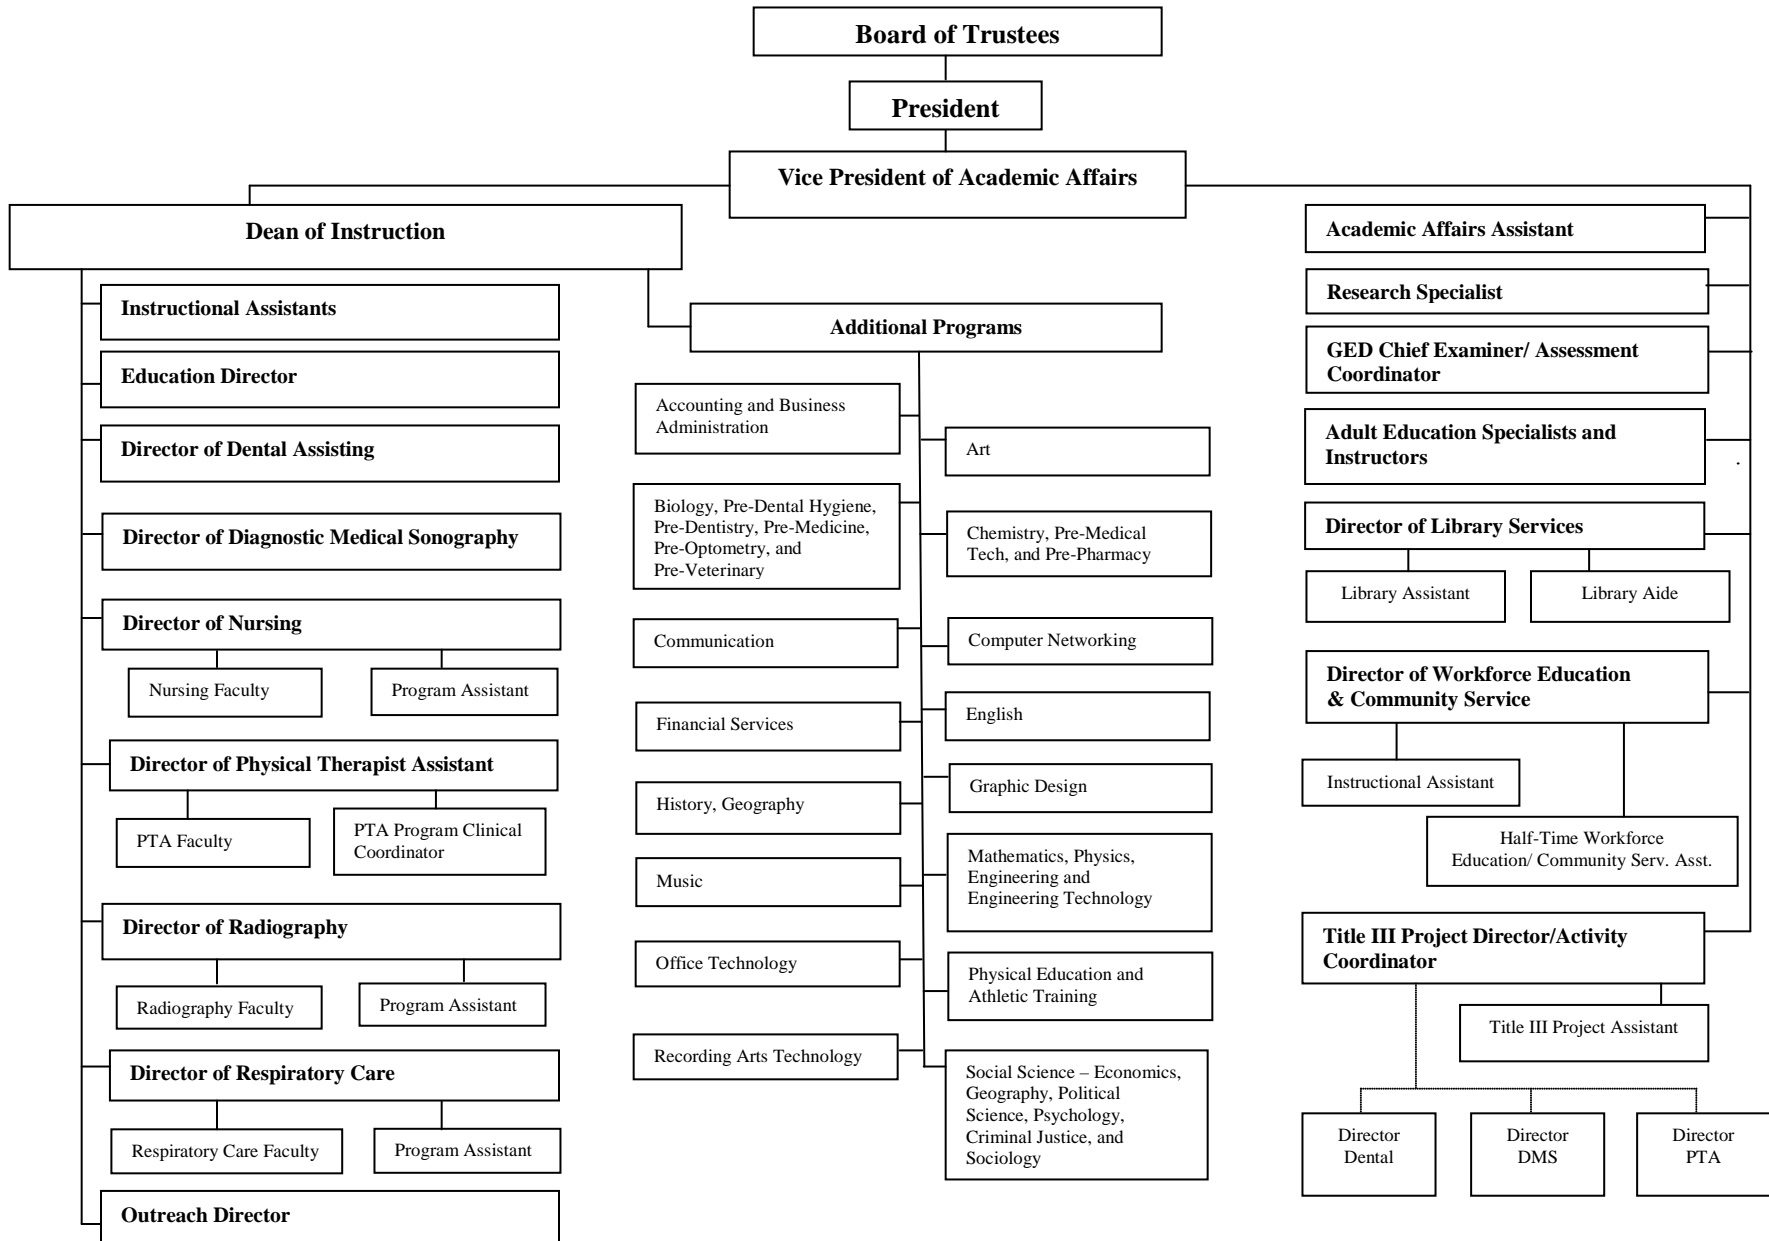 Board of Trustees
President
Vice President of Academic Affairs
Dean of Instruction
Instructional Assistants
Education Director
Director of Dental Assisting
Director of Diagnostic Medical Sonography
Director of Nursing
Nursing Faculty
Program Assistant
Director of Physical Therapist Assistant
PTA Faculty
PTA Program Clinical
Coordinator
Director of Radiography
Radiography Faculty
Program Assistant
Director of Respiratory Care
Respiratory Care Faculty
Program Assistant
Outreach Director
Additional Programs
Accounting and Business
Administration
Art
Biology, Pre-Dental Hygiene,
Pre-Dentistry, Pre-Medicine,
Pre-Optometry, and
Pre-Veterinary
Chemistry, Pre-Medical
Tech, and Pre-Pharmacy
Communication
Computer Networking
Financial Services
English
History, Geography
Graphic Design
Music
Mathematics, Physics,
Engineering and
Engineering Technology
Office Technology
Physical Education and
Athletic Training
Recording Arts Technology
Social Science – Economics,
Geography, Political
Science, Psychology,
Criminal Justice, and
Sociology
Academic Affairs Assistant
Research Specialist
GED Chief Examiner/ Assessment
Coordinator
Adult Education Specialists and
Instructors
.
Director of Library Services
Library Assistant
Library Aide
Director of Workforce Education
& Community Service
Instructional Assistant
Half-Time Workforce
Education/ Community Serv. Asst.
Title III Project Director/Activity
Coordinator
Title III Project Assistant
Director
Dental
Director
DMS
Director
PTA